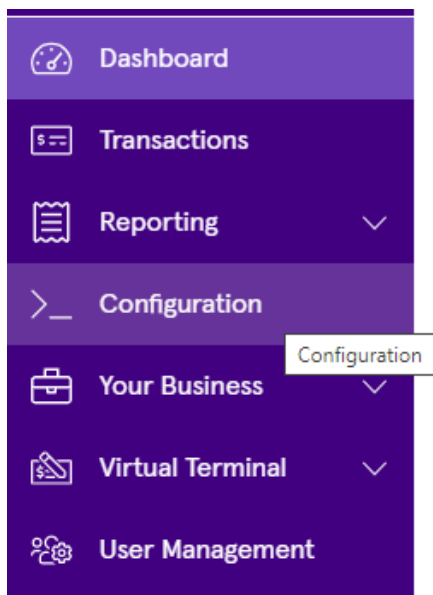 Dashboard
Transactions
Reporting
Configuration
Configuration
Your Business
Virtual Terminal
User Management